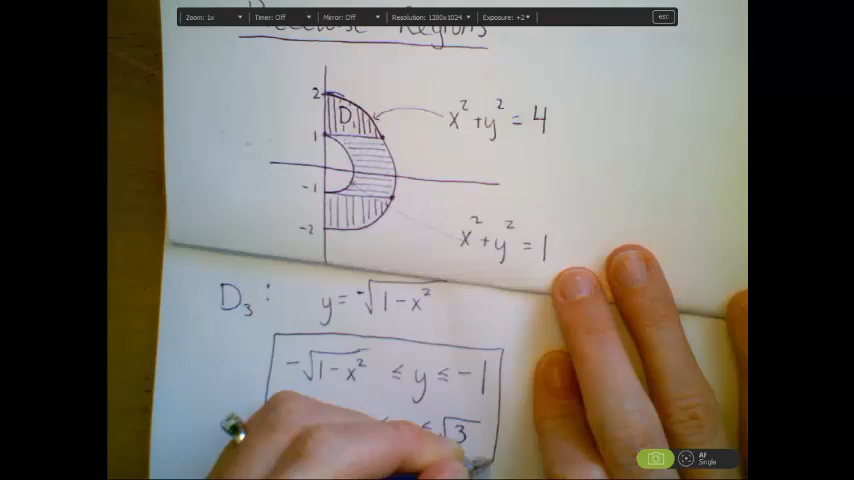 Zoom: 1x Timer: Off Mirror: Off Resolution: 1280x1024 Exposure: +2 esc
Regions
2
D₁
x² + y² = 4
1
-1
-2
x² + y² = 1
D₃ : y = -√(1-x²)
-√(1-x²) ≤ y ≤ -1
≤ √3
AF
Single